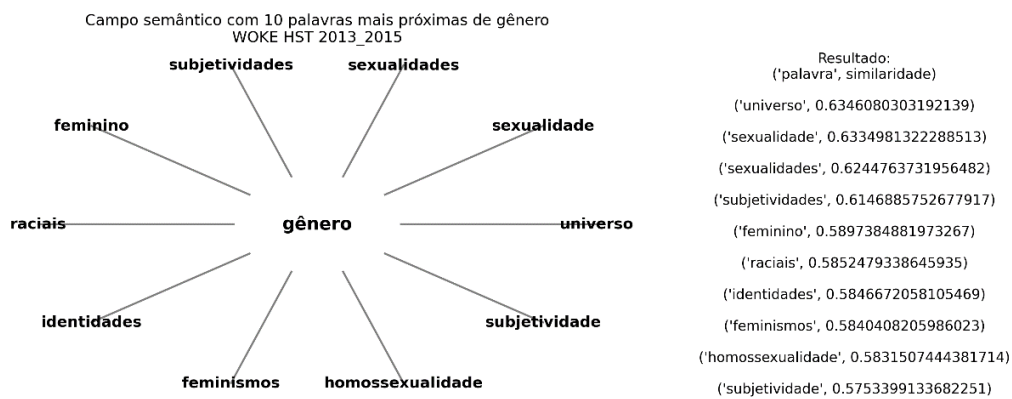 Campo semântico com 10 palavras mais próximas de gênero
WOKE HST 2013_2015
subjetividades
sexualidades
feminino
sexualidade
raciais
gênero
universo
identidades
subjetividade
feminismos
homossexualidade
Resultado:
('palavra', similaridade)
('universo', 0.6346080303192139)
('sexualidade', 0.6334981322288513)
('sexualidades', 0.6244763731956482)
('subjetividades', 0.6146885752677917)
('feminino', 0.5897384881973267)
('raciais', 0.5852479338645935)
('identidades', 0.5846672058105469)
('feminismos', 0.5840408205986023)
('homossexualidade', 0.5831507444381714)
('subjetividade', 0.5753399133682251)